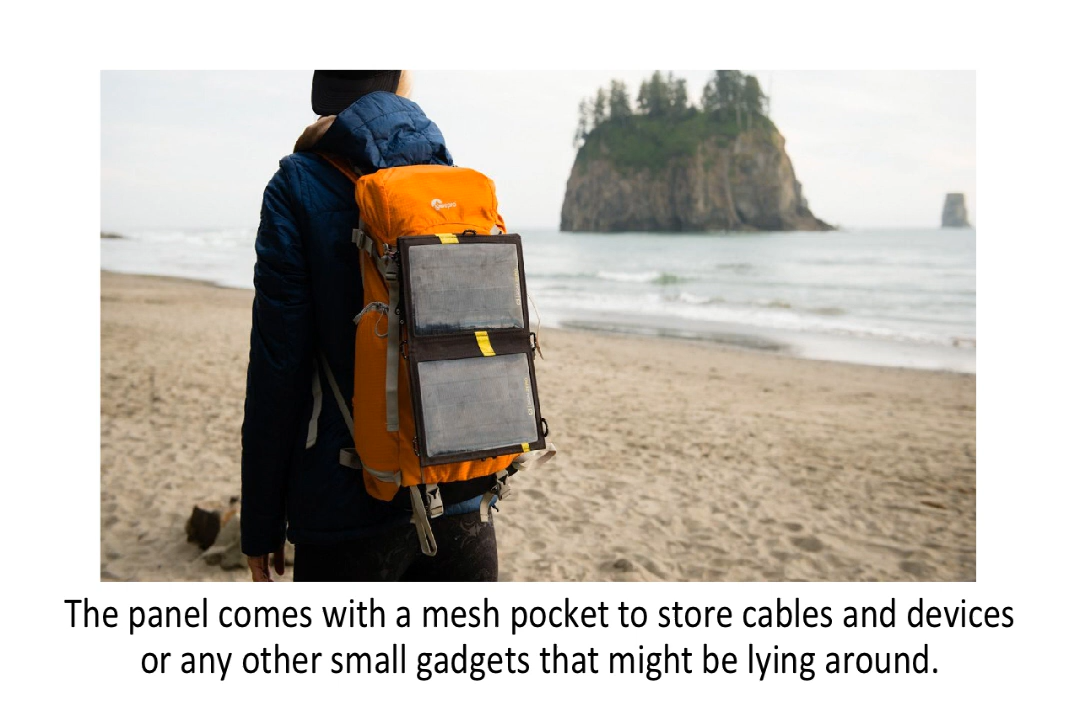 Lowepro
The panel comes with a mesh pocket to store cables and devices
or any other small gadgets that might be lying around.